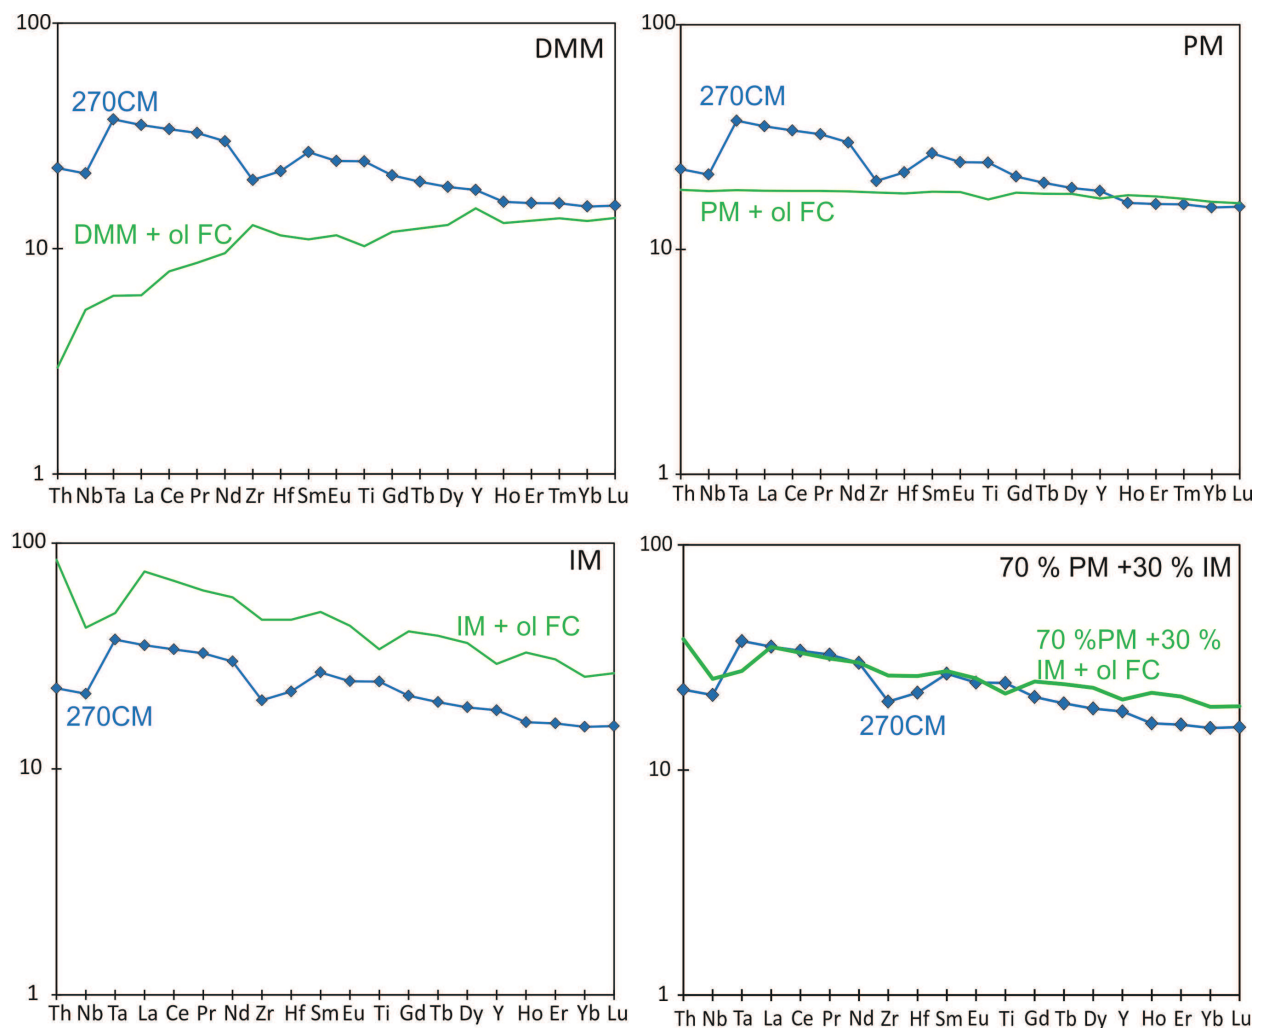 100
DMM
270CM
DMM + ol FC
10
1
Th Nb Ta La Ce Pr Nd Zr Hf Sm Eu Ti Gd Tb Dy Y Ho Er Tm Yb Lu
100
PM
270CM
PM + ol FC
10
1
Th Nb Ta La Ce Pr Nd Zr Hf Sm Eu Ti Gd Tb Dy Y Ho Er Tm Yb Lu
100
IM
IM + ol FC
270CM
10
1
Th Nb Ta La Ce Pr Nd Zr Hf Sm Eu Ti Gd Tb Dy Y Ho Er Tm Yb Lu
100
70 % PM +30 % IM
70 %PM +30 %
IM + ol FC
270CM
10
1
Th Nb Ta La Ce Pr Nd Zr Hf Sm Eu Ti Gd Tb Dy Y Ho Er Tm Yb Lu